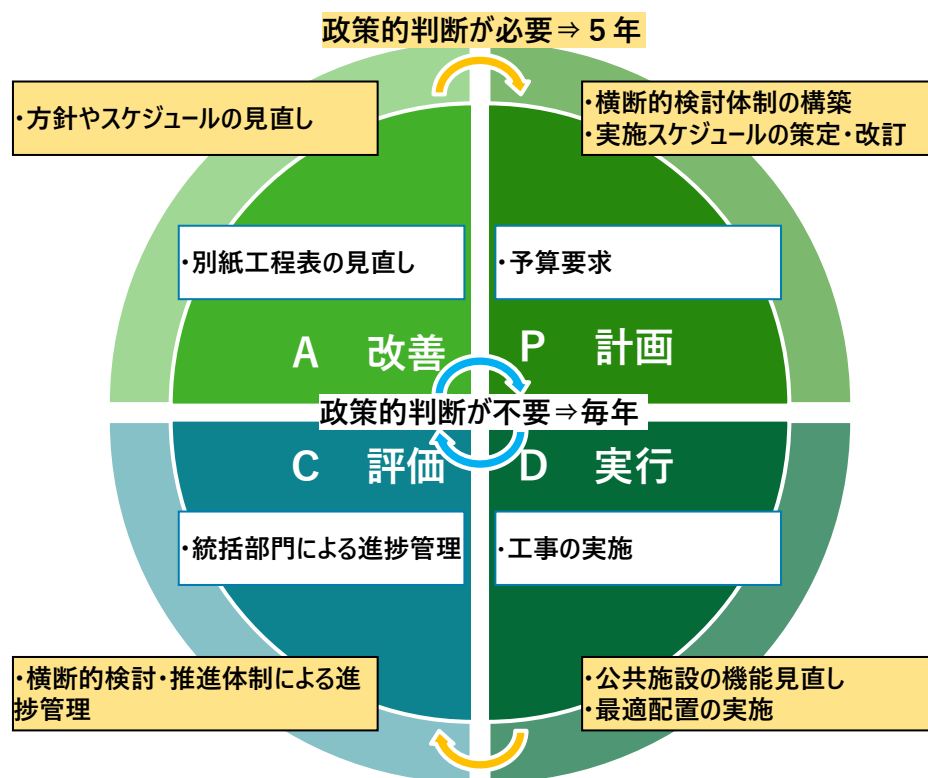 政策的判断が必要⇒5年
・方針やスケジュールの見直し
・横断的検討体制の構築
・実施スケジュールの策定・改訂
・別紙工程表の見直し
・予算要求
A 改善
P 計画
政策的判断が不要⇒毎年
C 評価
D 実行
・統括部門による進捗管理
・工事の実施
・横断的検討・推進体制による進
捗管理
・公共施設の機能見直し
・最適配置の実施